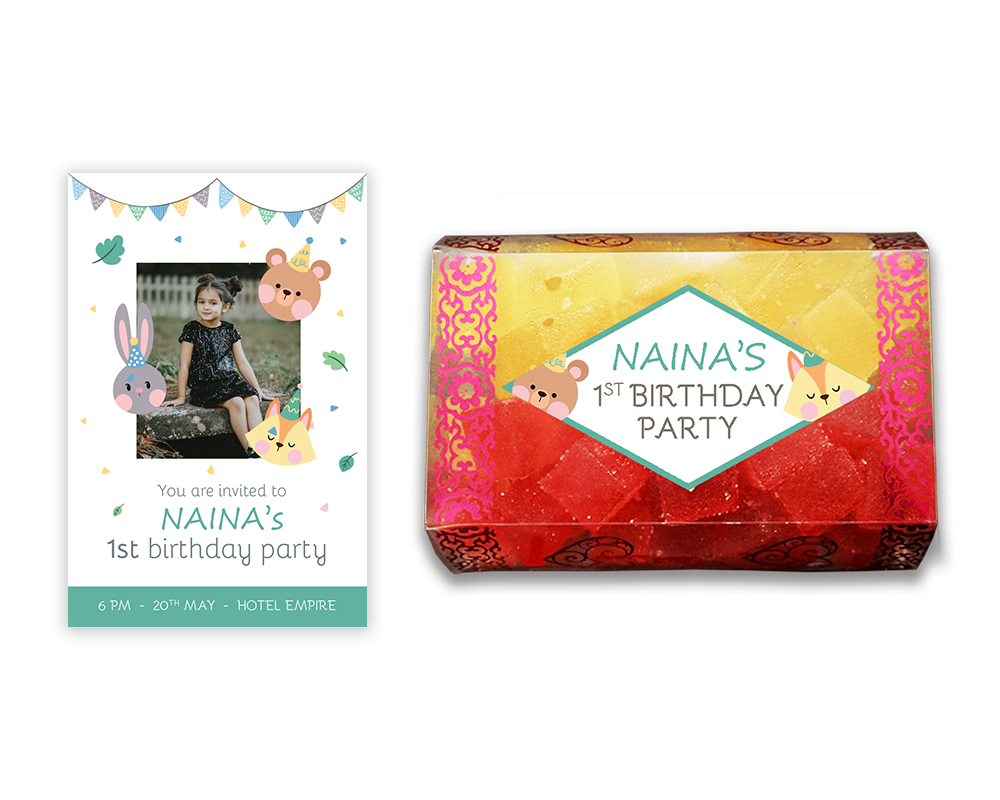 You are invited to
NAINA's
1st birthday party
6 PM - 20TH MAY - HOTEL EMPIRE
NAINA'S
1ST BIRTHDAY
PARTY